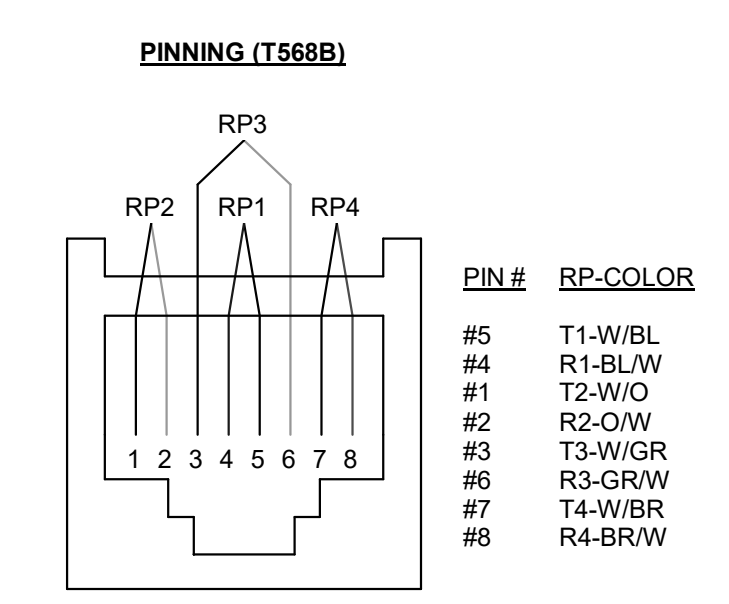 PINNING (T568B)
RP3
RP2 RP1 RP4
1 2 3 4 5 6 7 8
PIN # RP-COLOR
#5 T1-W/BL
#4 R1-BL/W
#1 T2-W/O
#2 R2-O/W
#3 T3-W/GR
#6 R3-GR/W
#7 T4-W/BR
#8 R4-BR/W